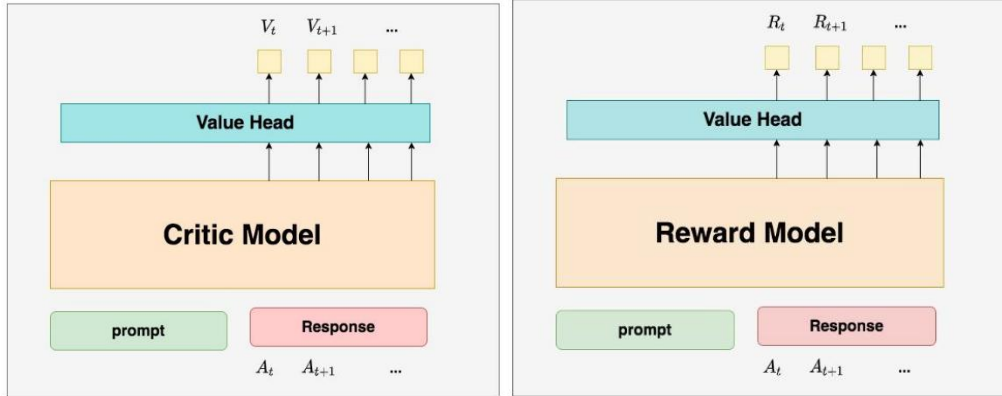 V_t V_{t+1} ...
Value Head
Critic Model
prompt Response
A_t A_{t+1} ...
R_t R_{t+1} ...
Value Head
Reward Model
prompt Response
A_t A_{t+1} ...